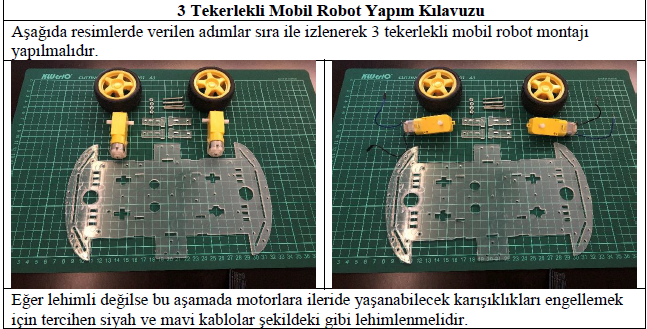 3 Tekerlekli Mobil Robot Yapım Kılavuzu
Aşağıda resimlerde verilen adımlar sıra ile izlenerek 3 tekerlekli mobil robot montajı
yapılmalıdır.
Eğer lehimli değilse bu aşamada motorlara ileride yaşanabilecek karışıklıkları engellemek
için tercihen siyah ve mavi kablolar şekildeki gibi lehimlenmelidir.